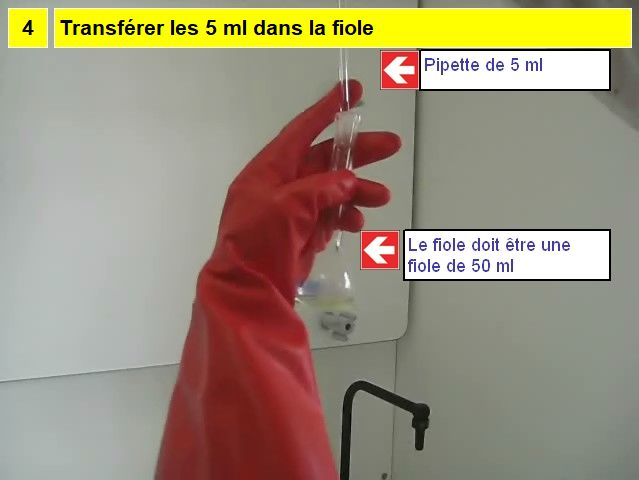 4 Transférer les 5 ml dans la fiole
Pipette de 5 ml
Le fiole doit être une
fiole de 50 ml